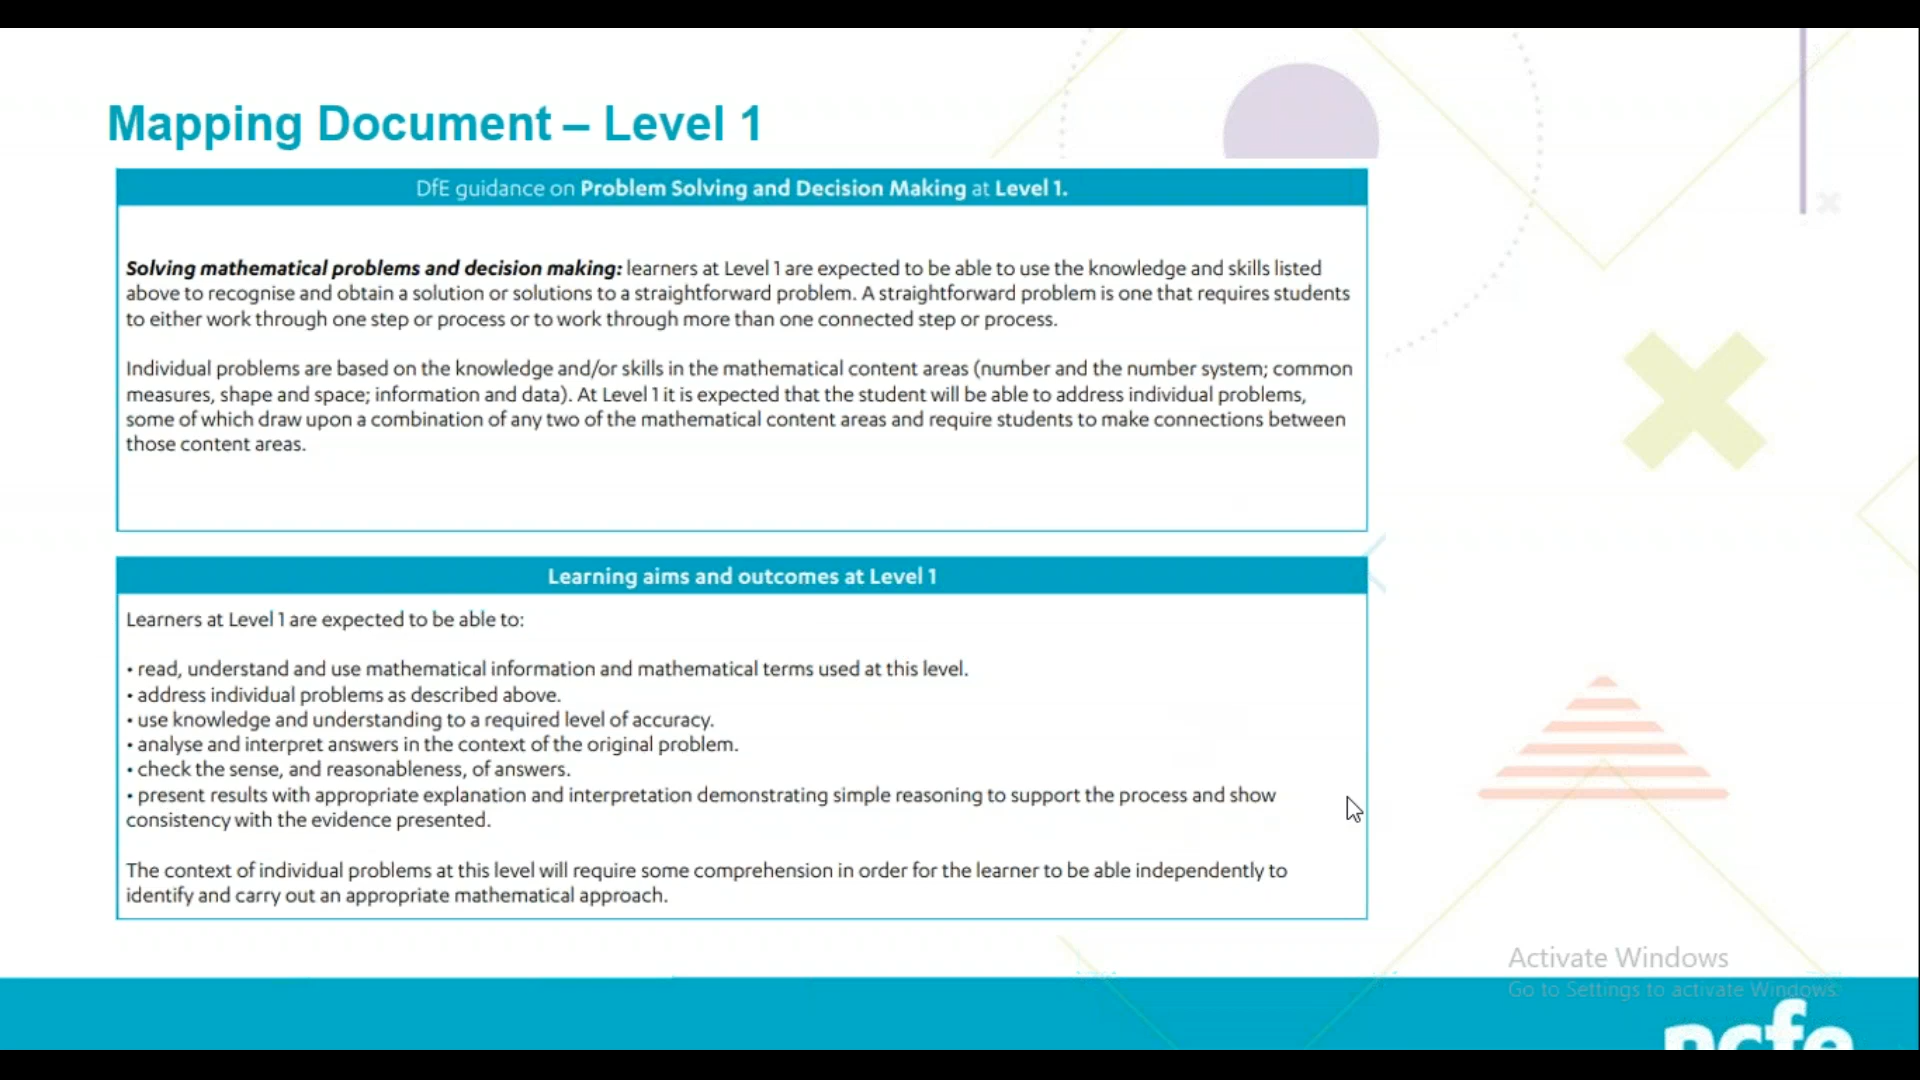 Mapping Document – Level 1
DfE guidance on Problem Solving and Decision Making at Level 1.
Solving mathematical problems and decision making: learners at Level 1 are expected to be able to use the knowledge and skills listed
above to recognise and obtain a solution or solutions to a straightforward problem. A straightforward problem is one that requires students
to either work through one step or process or to work through more than one connected step or process.
Individual problems are based on the knowledge and/or skills in the mathematical content areas (number and the number system; common
measures, shape and space; information and data). At Level 1 it is expected that the student will be able to address individual problems,
some of which draw upon a combination of any two of the mathematical content areas and require students to make connections between
those content areas.
Learning aims and outcomes at Level 1
Learners at Level 1 are expected to be able to:
• read, understand and use mathematical information and mathematical terms used at this level.
• address individual problems as described above.
• use knowledge and understanding to a required level of accuracy.
• analyse and interpret answers in the context of the original problem.
• check the sense, and reasonableness, of answers.
• present results with appropriate explanation and interpretation demonstrating simple reasoning to support the process and show
consistency with the evidence presented.
The context of individual problems at this level will require some comprehension in order for the learner to be able independently to
identify and carry out an appropriate mathematical approach.
Activate Windows
Go to Settings to activate Windows.
ncfe